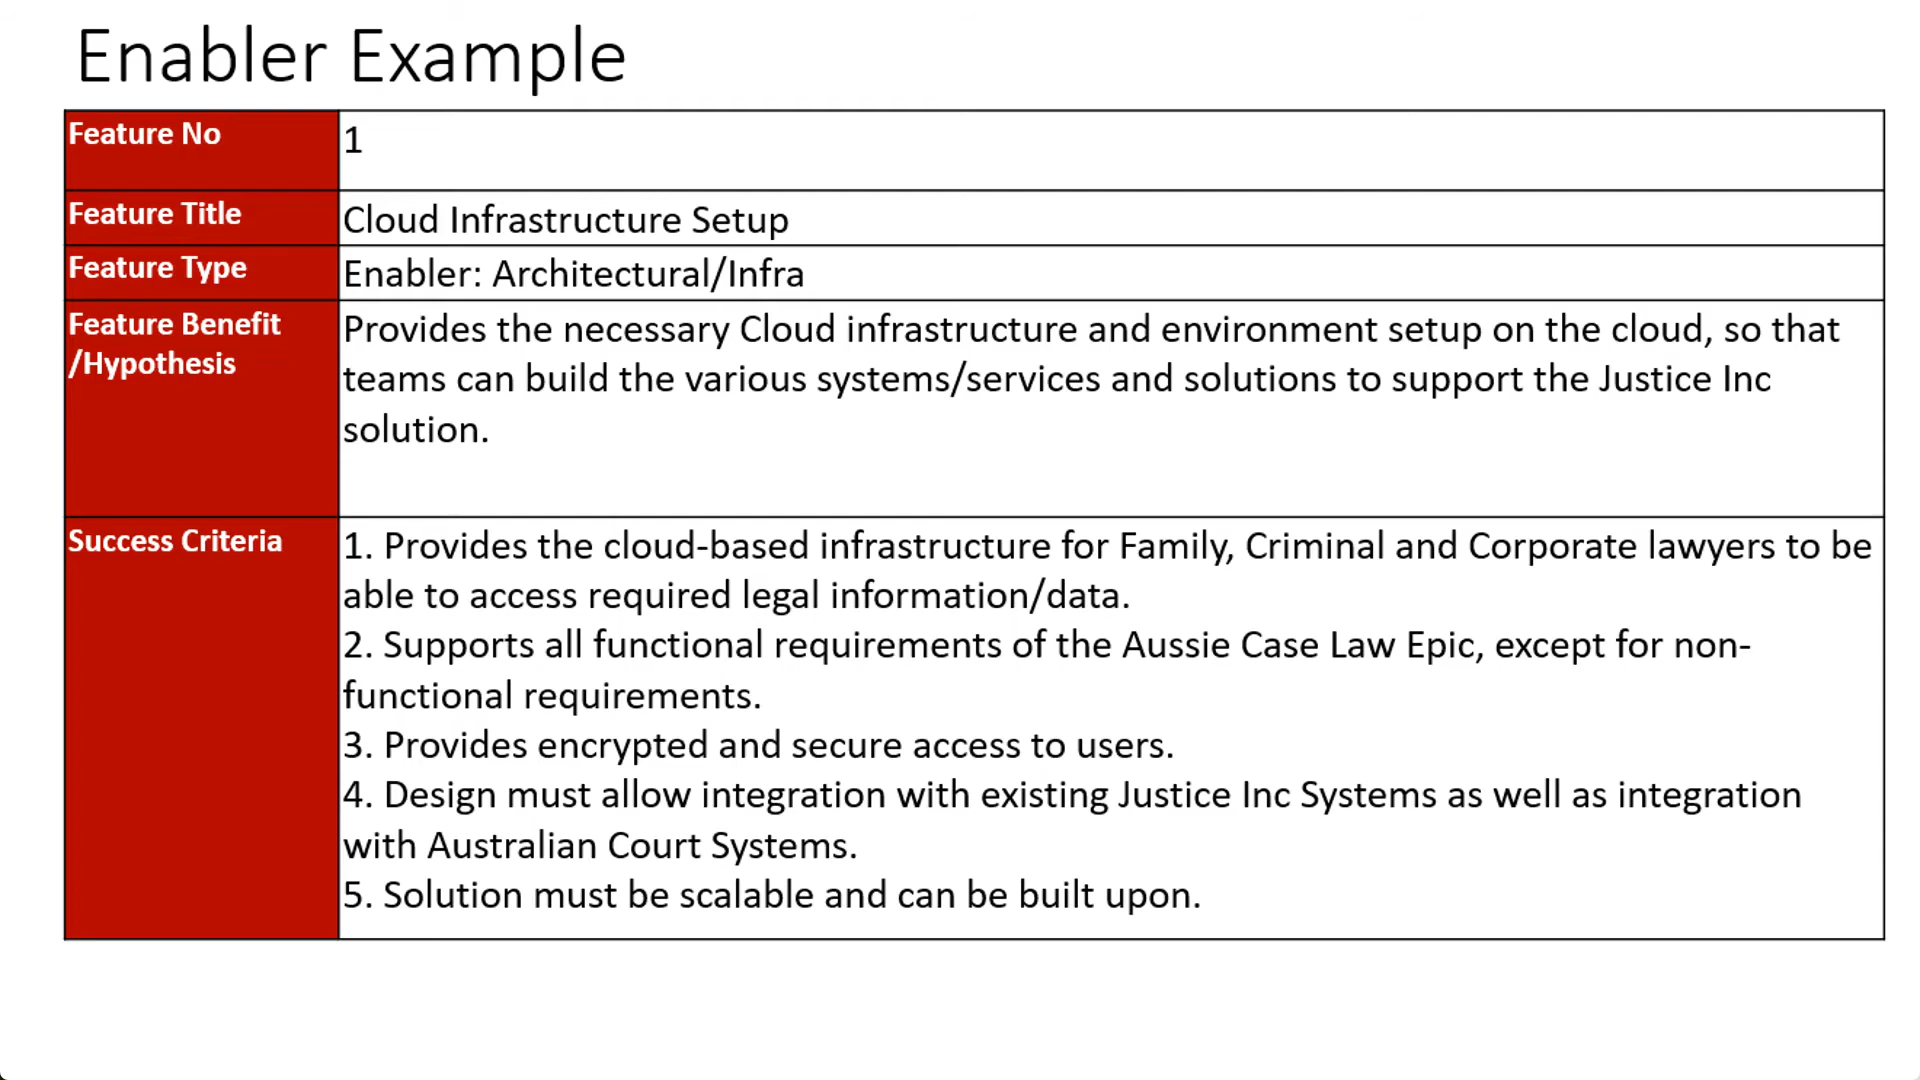 Enabler Example
Feature No
1
Feature Title
Cloud Infrastructure Setup
Feature Type
Enabler: Architectural/Infra
Feature Benefit
/Hypothesis
Provides the necessary Cloud infrastructure and environment setup on the cloud, so that
teams can build the various systems/services and solutions to support the Justice Inc
solution.
Success Criteria
1. Provides the cloud-based infrastructure for Family, Criminal and Corporate lawyers to be
able to access required legal information/data.
2. Supports all functional requirements of the Aussie Case Law Epic, except for non-
functional requirements.
3. Provides encrypted and secure access to users.
4. Design must allow integration with existing Justice Inc Systems as well as integration
with Australian Court Systems.
5. Solution must be scalable and can be built upon.